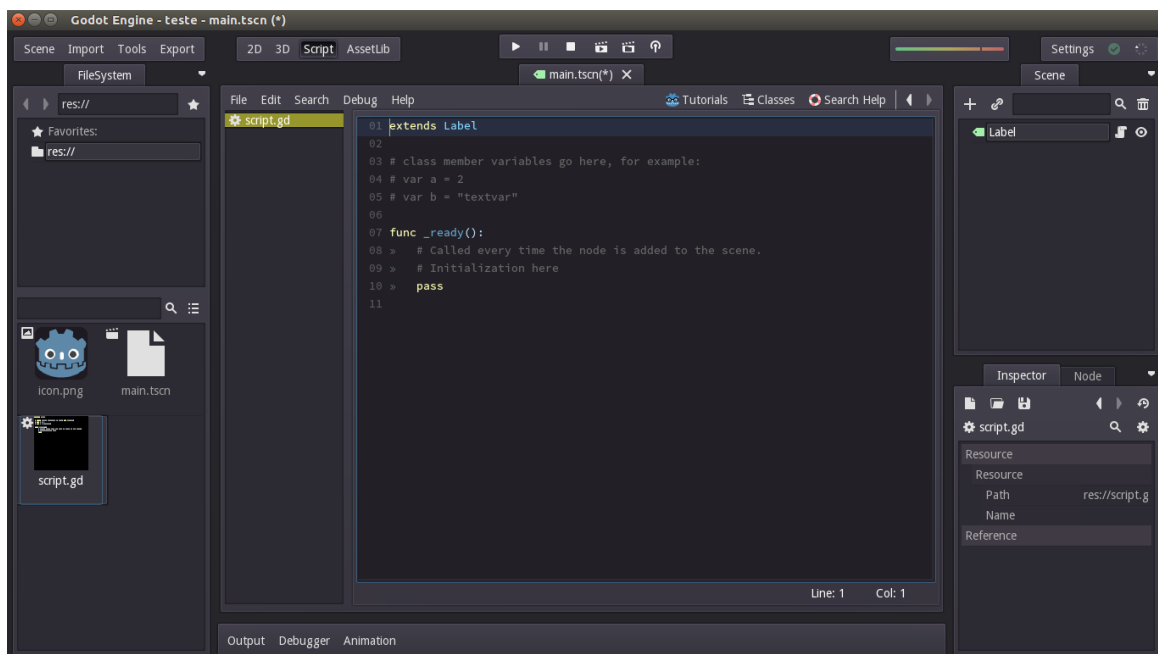 Godot Engine - teste - main.tscn (*)
Scene Import Tools Export 2D 3D Script AssetLib Settings
FileSystem
main.tscn(*)
Scene
res://
Favorites:
res://
icon.png main.tscn
script.gd
File Edit Search Debug Help Tutorials Classes Search Help
script.gd
01 extends Label
02
03 # class member variables go here, for example:
04 # var a = 2
05 # var b = "textvar"
06
07 func _ready():
08 » # Called every time the node is added to the scene.
09 » # Initialization here
10 » pass
11
Line: 1 Col: 1
Output Debugger Animation
Label
Inspector Node
script.gd
Resource
Resource
Path res://script.g
Name
Reference